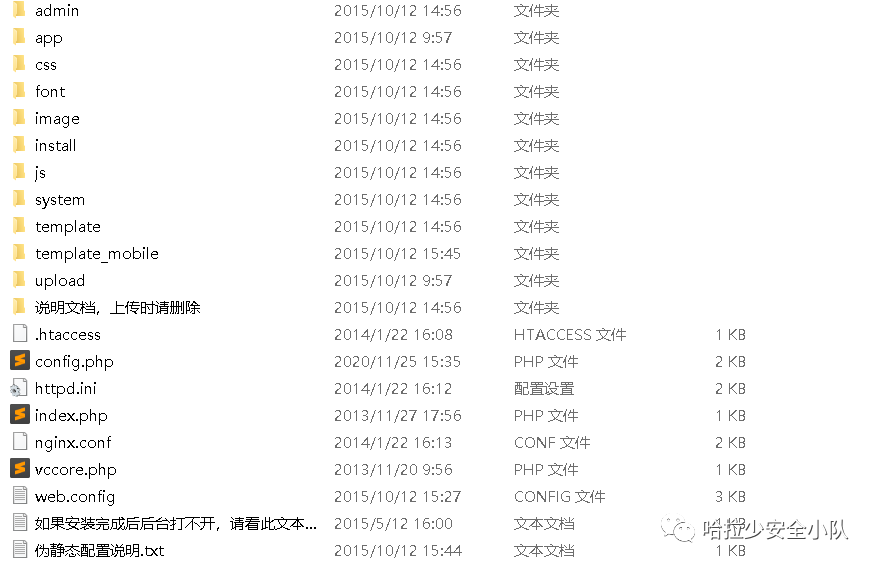 admin 2015/10/12 14:56 文件夹
app 2015/10/12 9:57 文件夹
css 2015/10/12 14:56 文件夹
font 2015/10/12 14:56 文件夹
image 2015/10/12 14:56 文件夹
install 2015/10/12 14:56 文件夹
js 2015/10/12 14:56 文件夹
system 2015/10/12 14:56 文件夹
template 2015/10/12 14:56 文件夹
template_mobile 2015/10/12 15:45 文件夹
upload 2015/10/12 9:57 文件夹
说明文档，上传时请删除 2015/10/12 14:56 文件夹
.htaccess 2014/1/22 16:08 HTACCESS 文件 1 KB
config.php 2020/11/25 15:35 PHP 文件 2 KB
httpd.ini 2014/1/22 16:12 配置设置 2 KB
index.php 2013/11/27 17:56 PHP 文件 1 KB
nginx.conf 2014/1/22 16:13 CONF 文件 2 KB
vccore.php 2013/11/20 9:56 PHP 文件 1 KB
web.config 2015/10/12 15:27 CONFIG 文件 3 KB
如果安装完成后后台打不开，请看此文本... 2015/5/12 16:00 文本文档 KB
哈拉少安全小队
伪静态配置说明.txt 2015/10/12 15:44 文本文档 1 KB